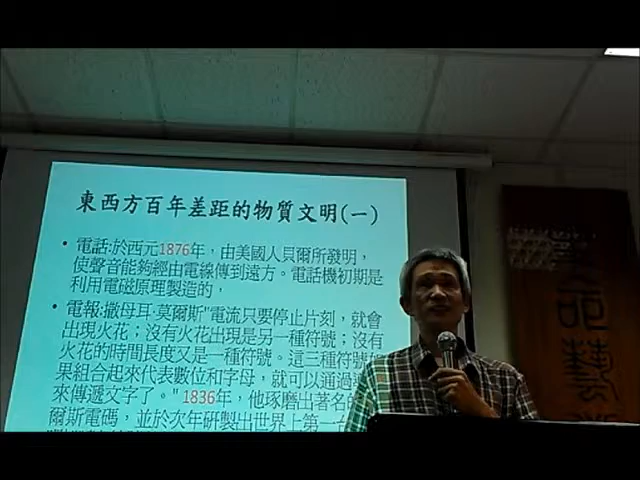 東西方百年差距的物質文明(一)
• 電話:於西元1876年，由美國人貝爾所發明，
使聲音能夠經由電線傳到遠方。電話機初期是
利用電磁原理製造的，
• 電報:撒母耳·莫爾斯"電流只要停止片刻，就會
出現火花；沒有火花出現是另一種符號；沒有
火花的時間長度又是一種符號。這三種符號
果組合起來代表數位和字母，就可以通過
來傳遞文字了。" 1836年，他琢磨出著名的
爾斯電碼，並於次年研製出世界上第一